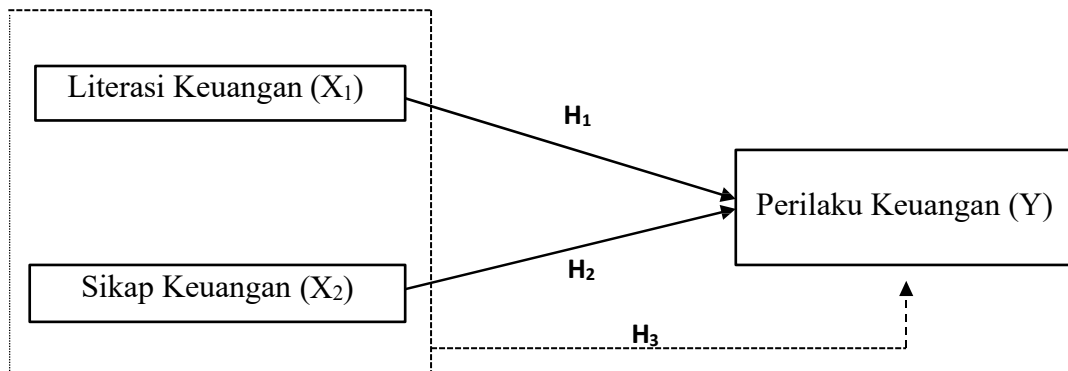 Literasi Keuangan (X₁)
H₁
Perilaku Keuangan (Y)
H₂
Sikap Keuangan (X₂)
H₃